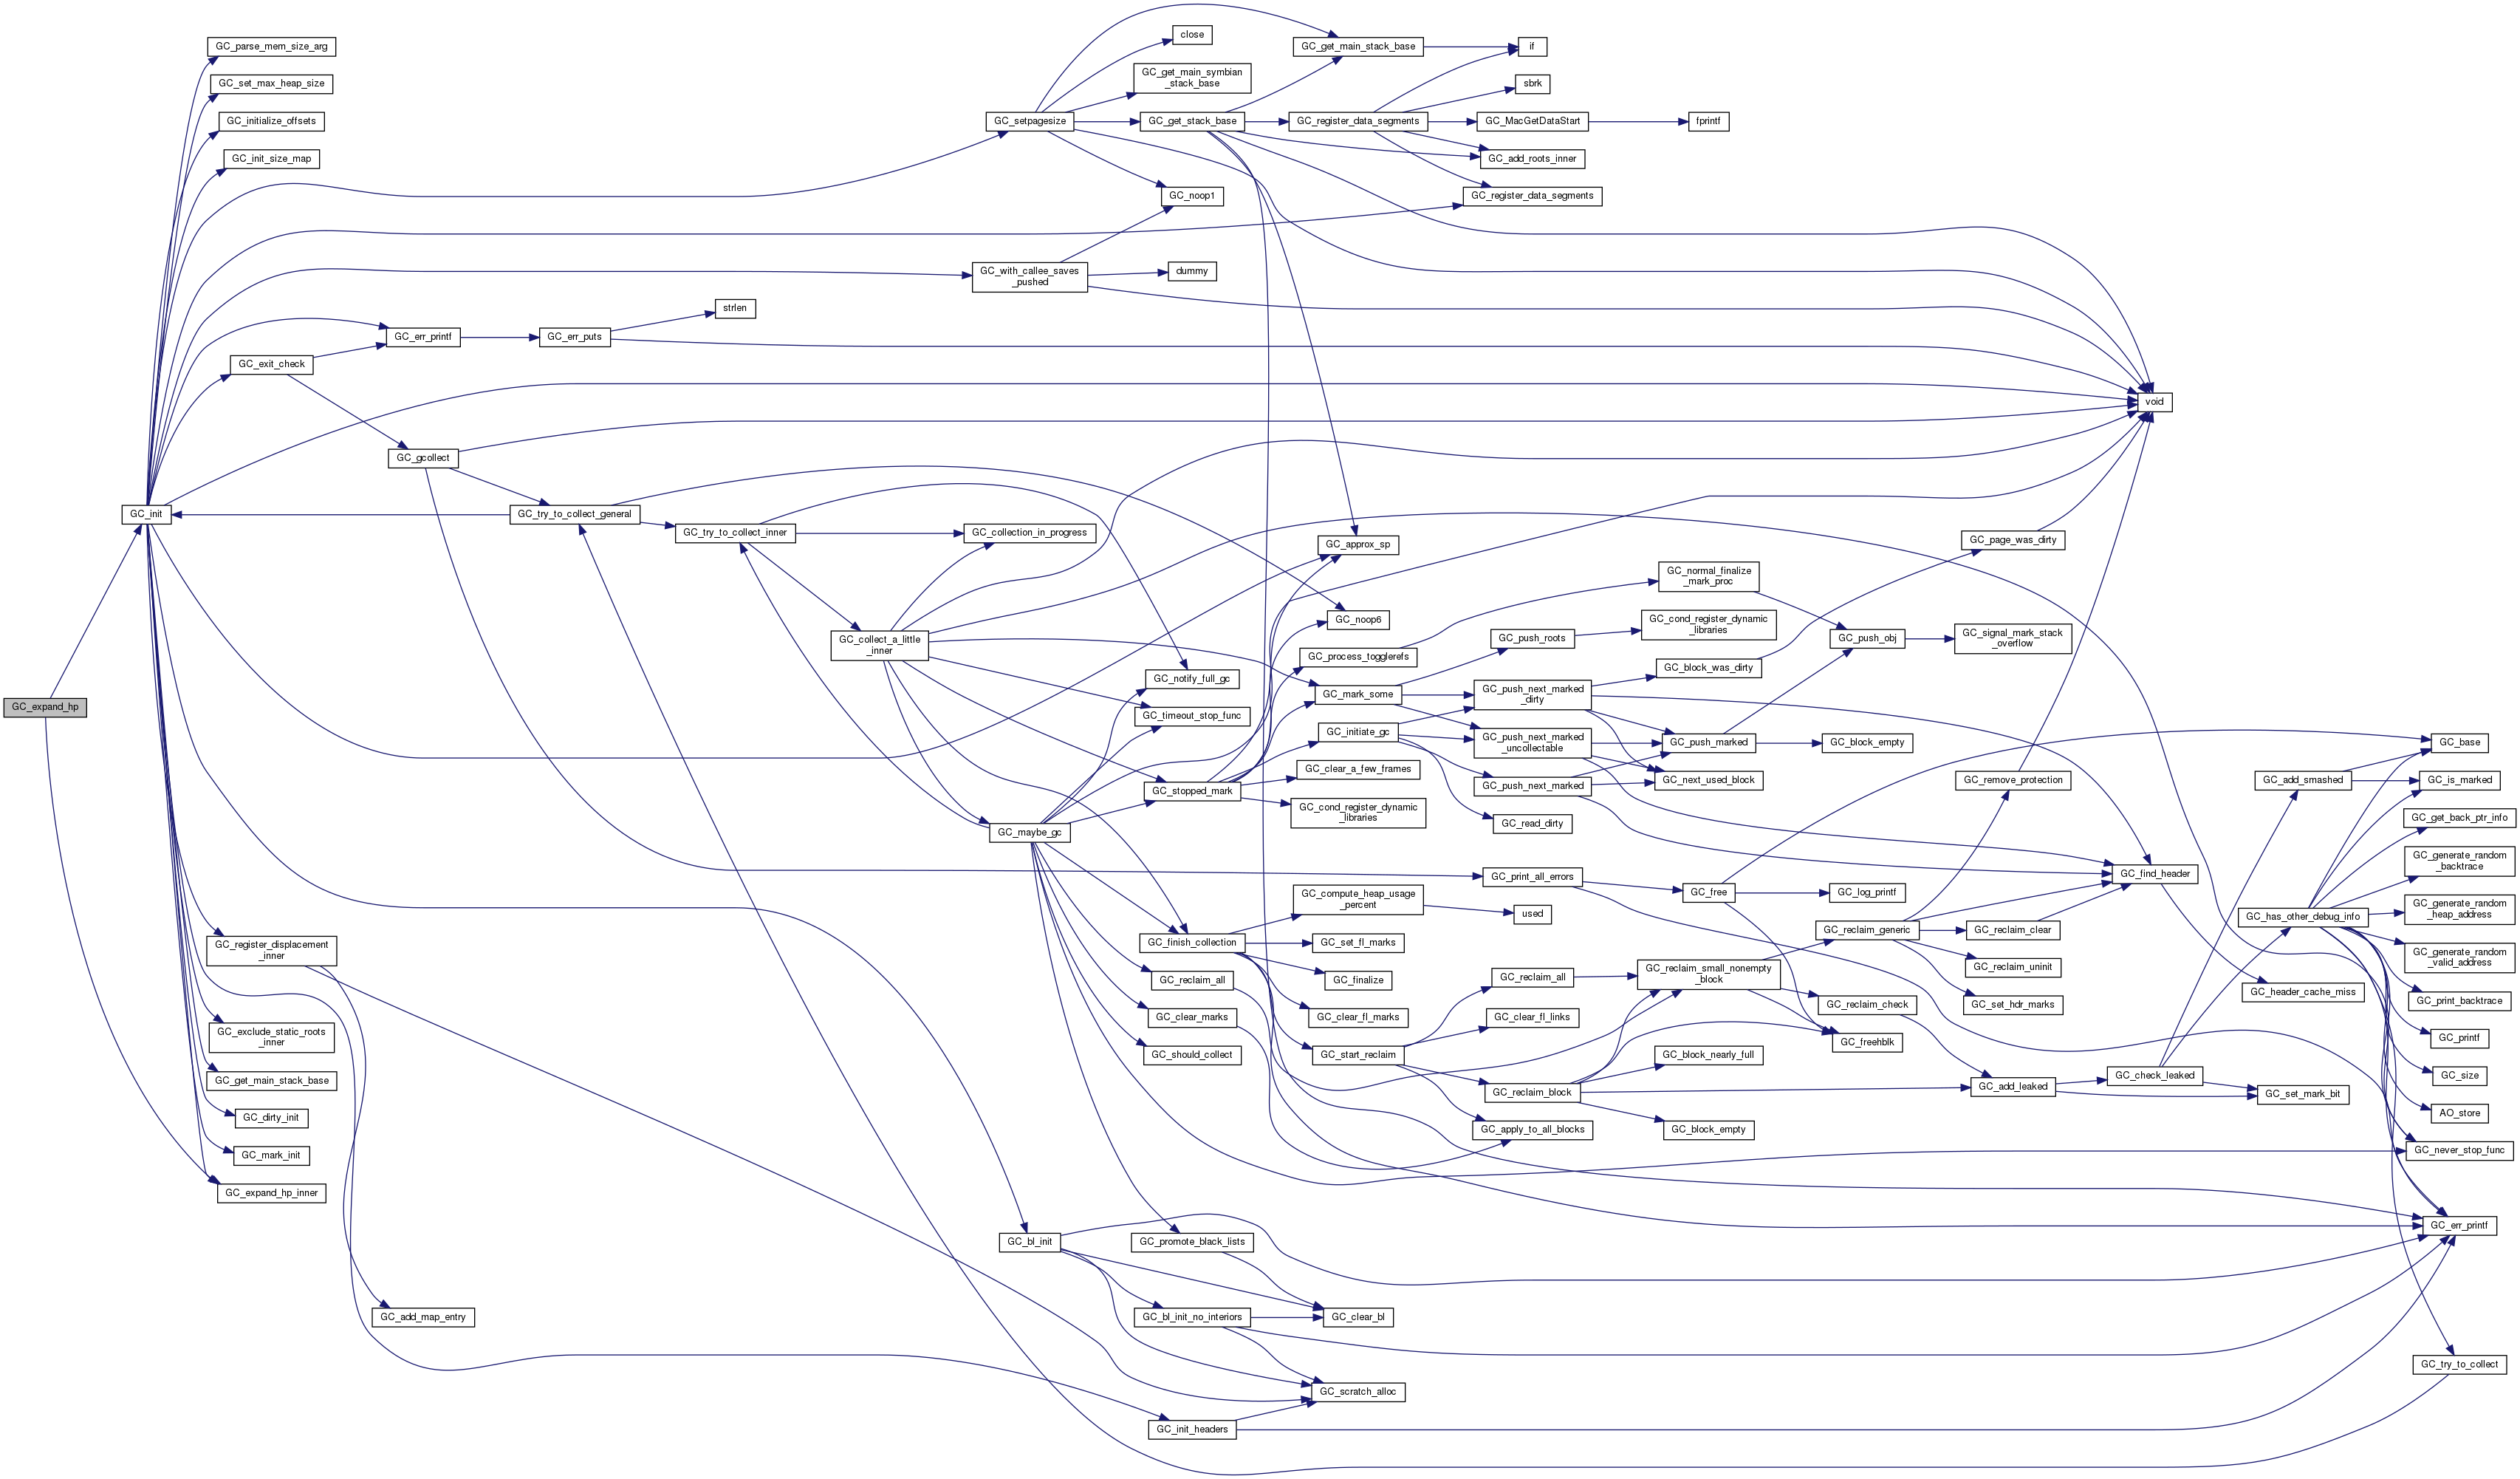 GC_expand_hp
GC_init
GC_parse_mem_size_arg
GC_set_max_heap_size
GC_initialize_offsets
GC_init_size_map
GC_exit_check
GC_register_displacement
_inner
GC_exclude_static_roots
_inner
GC_get_main_stack_base
GC_dirty_init
GC_mark_init
GC_expand_hp_inner
GC_err_printf
GC_gcollect
GC_add_map_entry
GC_err_puts
GC_try_to_collect_general
strlen
GC_try_to_collect_inner
GC_collect_a_little
_inner
GC_setpagesize
GC_with_callee_saves
_pushed
GC_collection_in_progress
GC_maybe_gc
GC_bl_init
close
GC_get_main_symbian
_stack_base
GC_get_stack_base
GC_noop1
dummy
GC_notify_full_gc
GC_timeout_stop_func
GC_stopped_mark
GC_finish_collection
GC_reclaim_all
GC_clear_marks
GC_should_collect
GC_promote_black_lists
GC_bl_init_no_interiors
GC_init_headers
GC_get_main_stack_base
GC_register_data_segments
GC_approx_sp
GC_noop6
GC_process_togglerefs
GC_mark_some
GC_initiate_gc
GC_clear_a_few_frames
GC_cond_register_dynamic
_libraries
GC_compute_heap_usage
_percent
GC_set_fl_marks
GC_finalize
GC_clear_fl_marks
GC_start_reclaim
GC_clear_bl
GC_scratch_alloc
if
sbrk
GC_MacGetDataStart
GC_add_roots_inner
GC_register_data_segments
GC_push_roots
GC_push_next_marked
_dirty
GC_push_next_marked
_uncollectable
GC_push_next_marked
GC_read_dirty
GC_print_all_errors
used
GC_reclaim_all
GC_clear_fl_links
GC_reclaim_block
GC_apply_to_all_blocks
fprintf
GC_normal_finalize
_mark_proc
GC_cond_register_dynamic
_libraries
GC_block_was_dirty
GC_push_marked
GC_next_used_block
GC_free
GC_reclaim_small_nonempty
_block
GC_block_nearly_full
GC_block_empty
GC_push_obj
GC_block_empty
GC_log_printf
GC_reclaim_generic
GC_reclaim_check
GC_freehblk
GC_page_was_dirty
GC_signal_mark_stack
_overflow
GC_remove_protection
GC_reclaim_clear
GC_reclaim_uninit
GC_set_hdr_marks
GC_add_leaked
void
GC_find_header
GC_check_leaked
GC_add_smashed
GC_has_other_debug_info
GC_header_cache_miss
GC_set_mark_bit
GC_base
GC_is_marked
GC_get_back_ptr_info
GC_generate_random
_backtrace
GC_generate_random
_heap_address
GC_generate_random
_valid_address
GC_print_backtrace
GC_printf
GC_size
AO_store
GC_never_stop_func
GC_err_printf
GC_try_to_collect